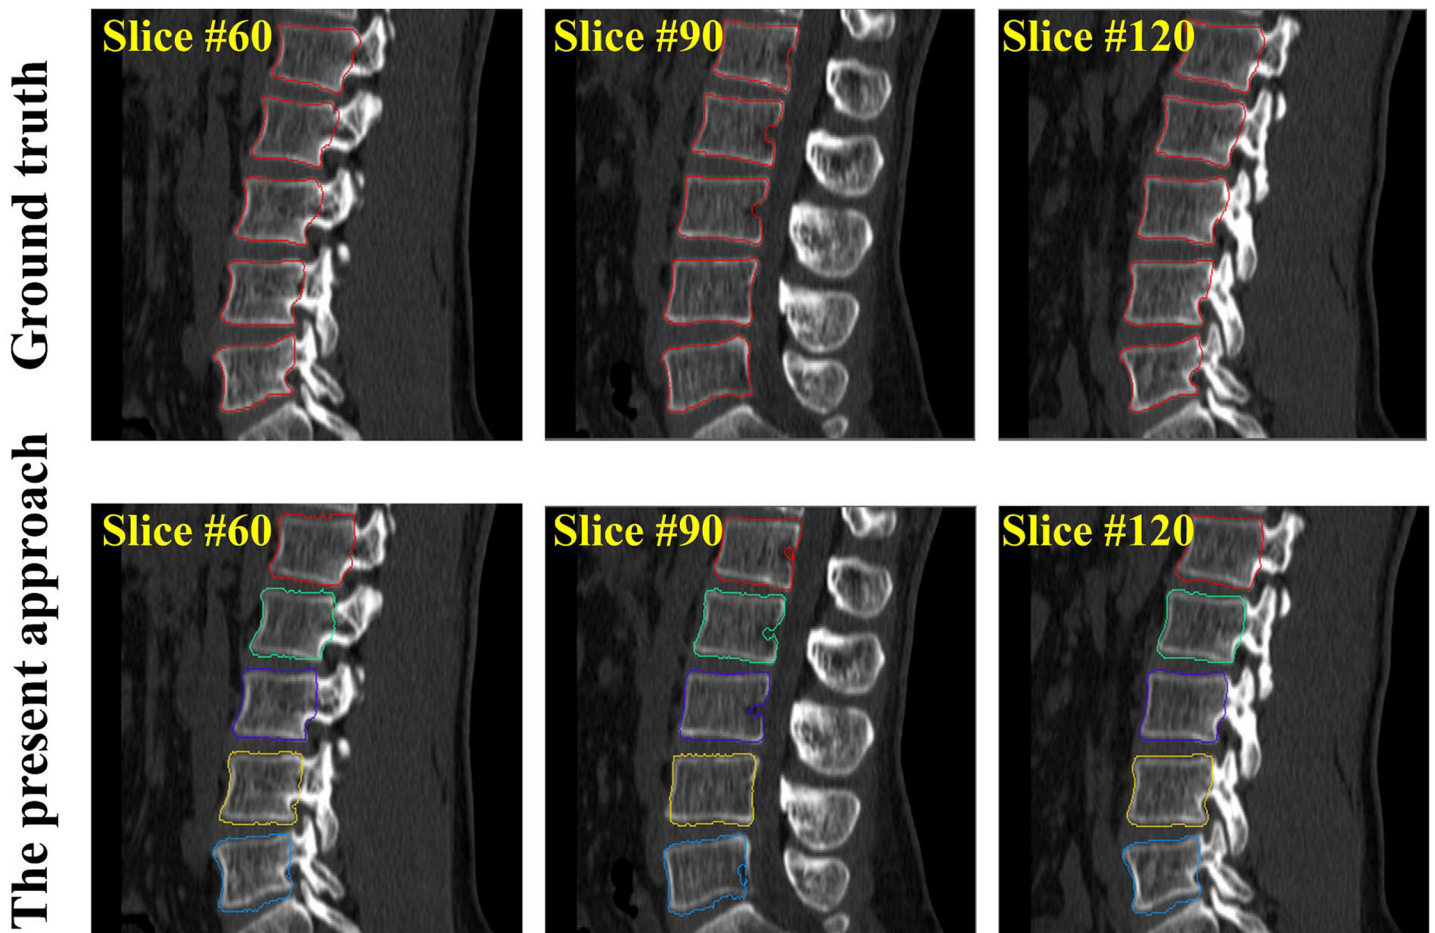 Ground truth
Slice #60
Slice #90
Slice #120
The present approach
Slice #60
Slice #90
Slice #120